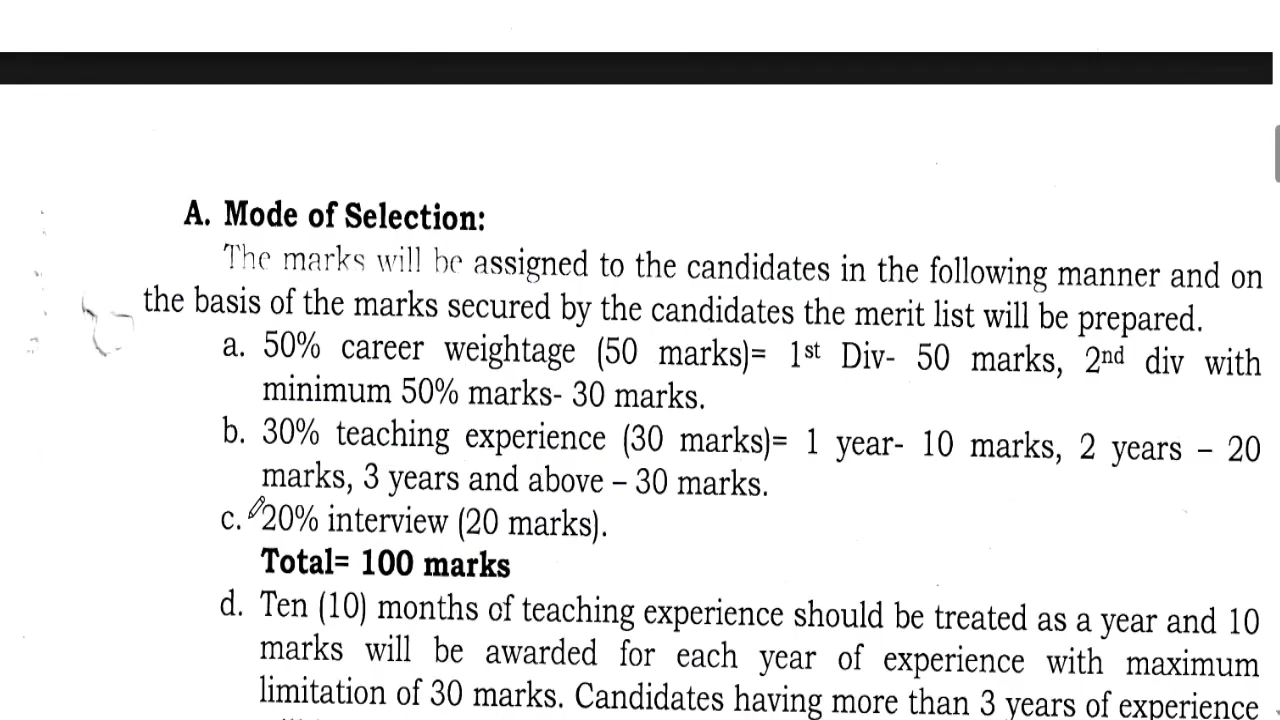 A. Mode of Selection:
The marks will be assigned to the candidates in the following manner and on
the basis of the marks secured by the candidates the merit list will be prepared.
a. 50% career weightage (50 marks)= 1st Div- 50 marks, 2nd div with
minimum 50% marks- 30 marks.
b. 30% teaching experience (30 marks)= 1 year- 10 marks, 2 years – 20
marks, 3 years and above – 30 marks.
c. 20% interview (20 marks).
Total= 100 marks
d. Ten (10) months of teaching experience should be treated as a year and 10
marks will be awarded for each year of experience with maximum
limitation of 30 marks. Candidates having more than 3 years of experience